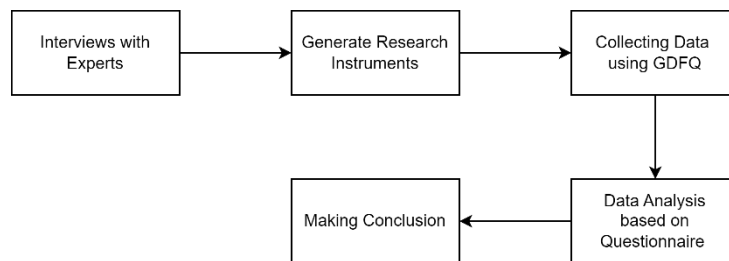 Interviews with
Experts
Generate Research
Instruments
Collecting Data
using GDFQ
Data Analysis
based on
Questionnaire
Making Conclusion